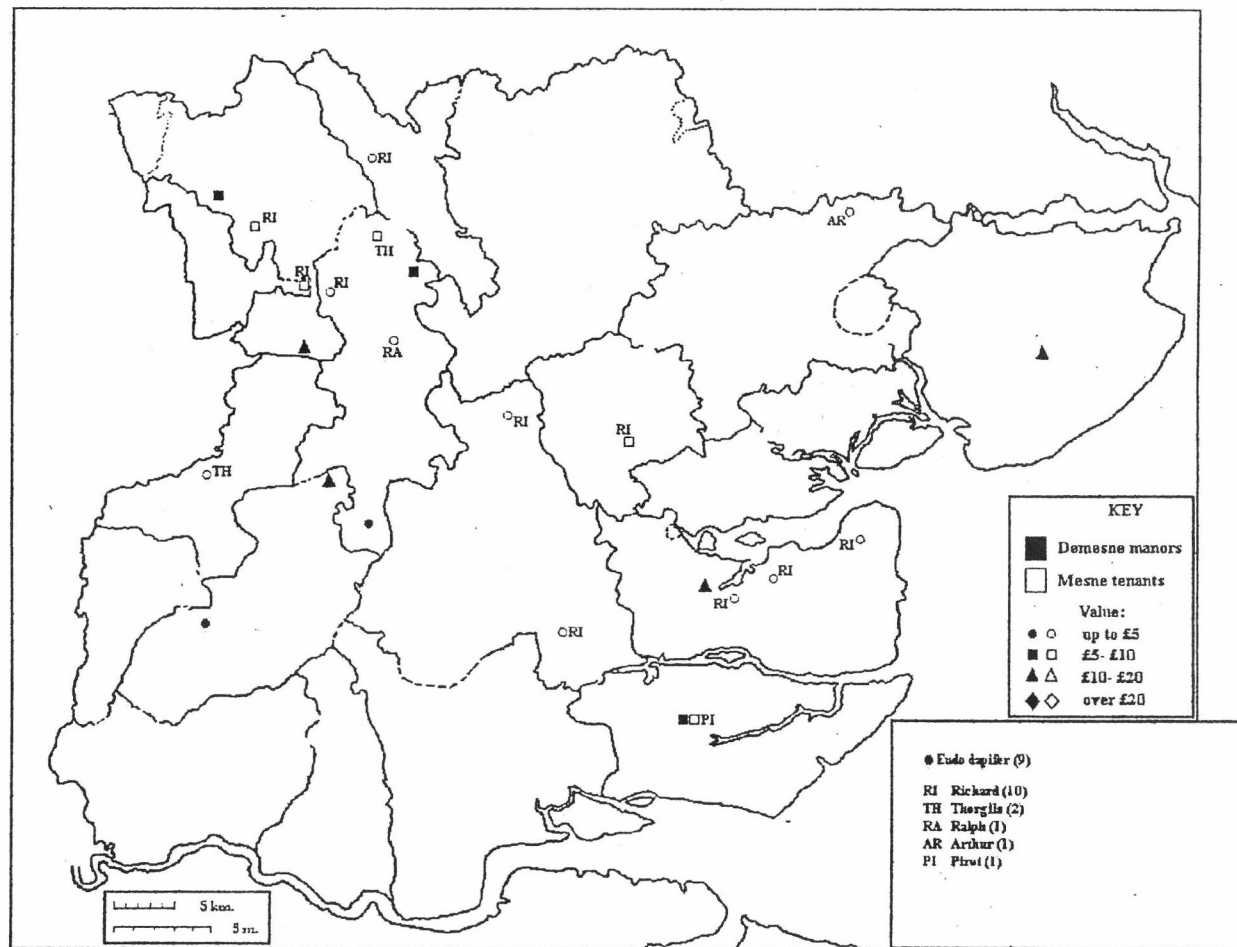 RI
AR
RI
TH
RI
RI
RA
RI
RI
TH
RI
RI
RI
RI
PI
KEY
Demesne manors
Mesne tenants
Value:
up to £5
£5- £10
£10- £20
over £20
Eudo dapifer (9)
RI Richard (10)
TH Thorgils (2)
RA Ralph (1)
AR Arthur (1)
PI Pirot (1)
5 km.
5 m.